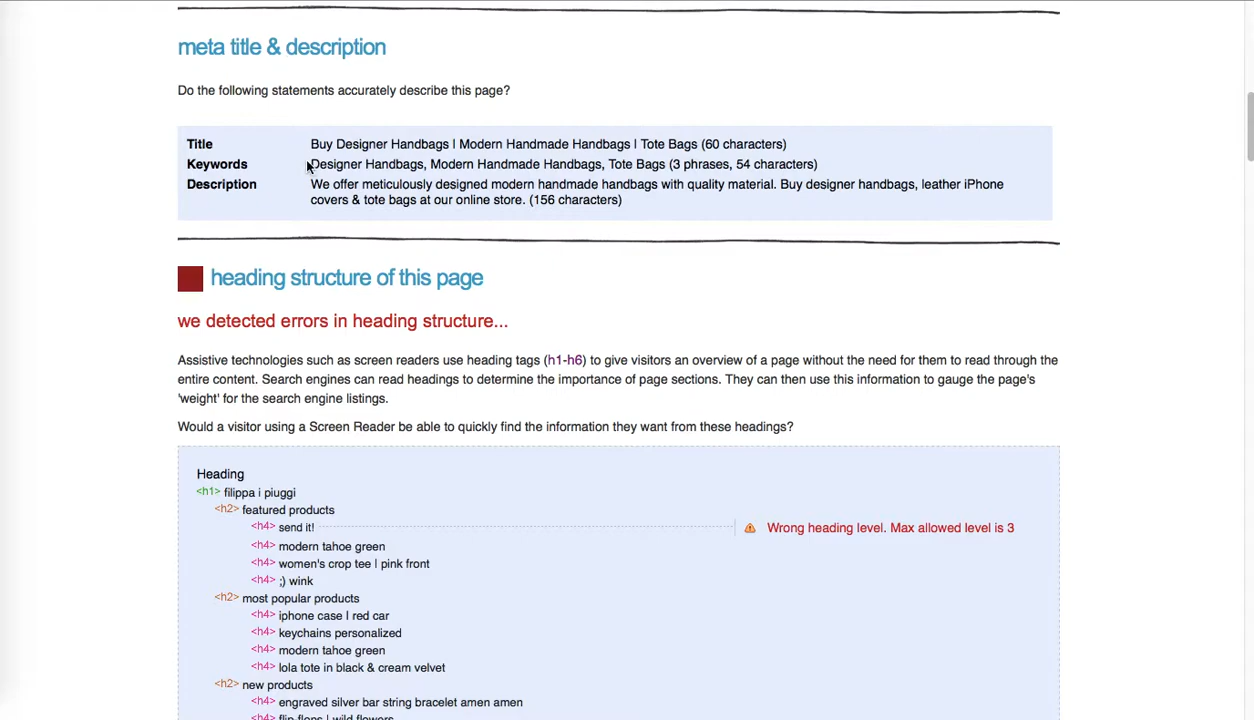 meta title & description
Do the following statements accurately describe this page?
Title Buy Designer Handbags | Modern Handmade Handbags | Tote Bags (60 characters)
Keywords Designer Handbags, Modern Handmade Handbags, Tote Bags (3 phrases, 54 characters)
Description We offer meticulously designed modern handmade handbags with quality material. Buy designer handbags, leather iPhone
covers & tote bags at our online store. (156 characters)
heading structure of this page
we detected errors in heading structure...
Assistive technologies such as screen readers use heading tags (h1-h6) to give visitors an overview of a page without the need for them to read through the
entire content. Search engines can read headings to determine the importance of page sections. They can then use this information to gauge the page's
'weight' for the search engine listings.
Would a visitor using a Screen Reader be able to quickly find the information they want from these headings?
Heading
<h1> filippa i piuggi
<h2> featured products
<h4> send it! Wrong heading level. Max allowed level is 3
<h4> modern tahoe green
<h4> women's crop tee | pink front
<h4> ;) wink
<h2> most popular products
<h4> iphone case | red car
<h4> keychains personalized
<h4> modern tahoe green
<h4> lola tote in black & cream velvet
<h2> new products
<h4> engraved silver bar string bracelet amen amen
<h4> flip-flops | wild flowers